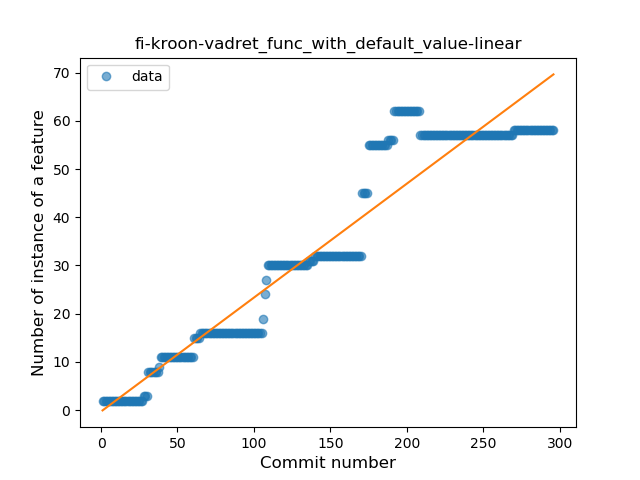 fi-kroon-vadret_func_with_default_value-linear
data
Number of instance of a feature
70
60
50
40
30
20
10
0
0 50 100 150 200 250 300
Commit number